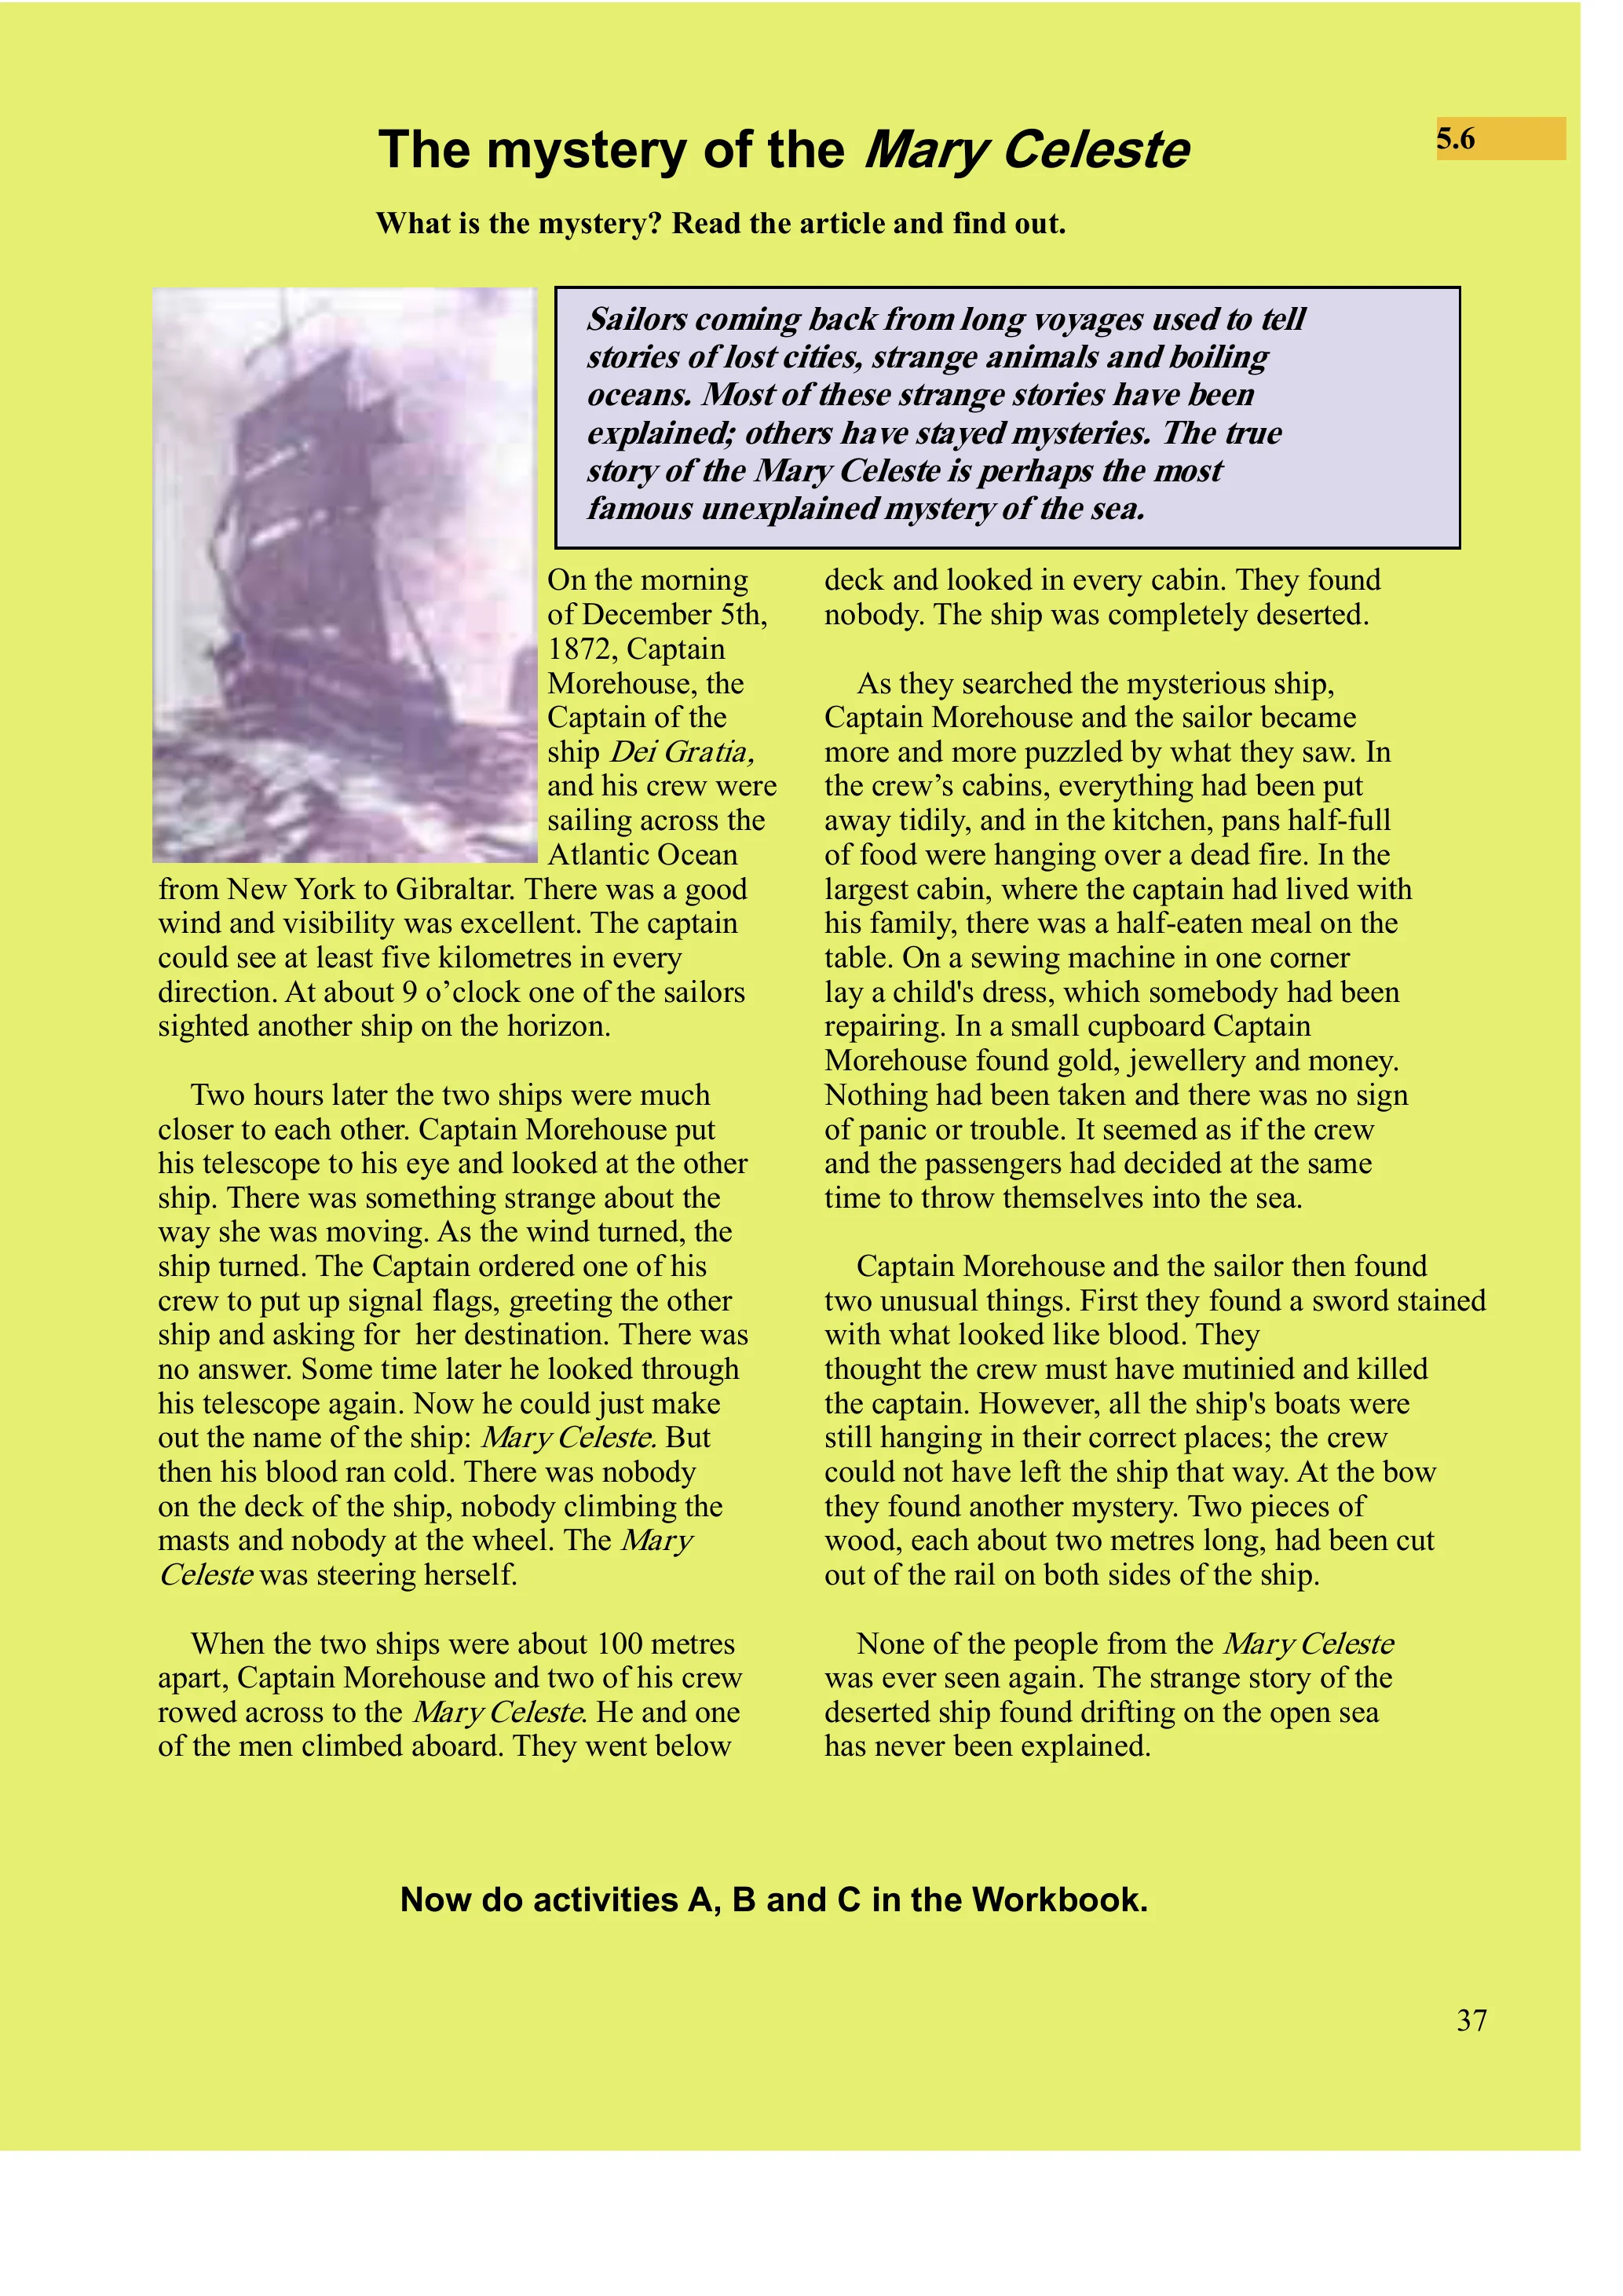 The mystery of the Mary Celeste
5.6
What is the mystery? Read the article and find out.
Sailors coming back from long voyages used to tell
stories of lost cities, strange animals and boiling
oceans. Most of these strange stories have been
explained; others have stayed mysteries. The true
story of the Mary Celeste is perhaps the most
famous unexplained mystery of the sea.
On the morning
of December 5th,
1872, Captain
Morehouse, the
Captain of the
ship Dei Gratia,
and his crew were
sailing across the
Atlantic Ocean
from New York to Gibraltar. There was a good
wind and visibility was excellent. The captain
could see at least five kilometres in every
direction. At about 9 o’clock one of the sailors
sighted another ship on the horizon.
Two hours later the two ships were much
closer to each other. Captain Morehouse put
his telescope to his eye and looked at the other
ship. There was something strange about the
way she was moving. As the wind turned, the
ship turned. The Captain ordered one of his
crew to put up signal flags, greeting the other
ship and asking for  her destination. There was
no answer. Some time later he looked through
his telescope again. Now he could just make
out the name of the ship: Mary Celeste. But
then his blood ran cold. There was nobody
on the deck of the ship, nobody climbing the
masts and nobody at the wheel. The Mary
Celeste was steering herself.
When the two ships were about 100 metres
apart, Captain Morehouse and two of his crew
rowed across to the Mary Celeste. He and one
of the men climbed aboard. They went below
deck and looked in every cabin. They found
nobody. The ship was completely deserted.
As they searched the mysterious ship,
Captain Morehouse and the sailor became
more and more puzzled by what they saw. In
the crew’s cabins, everything had been put
away tidily, and in the kitchen, pans half-full
of food were hanging over a dead fire. In the
largest cabin, where the captain had lived with
his family, there was a half-eaten meal on the
table. On a sewing machine in one corner
lay a child's dress, which somebody had been
repairing. In a small cupboard Captain
Morehouse found gold, jewellery and money.
Nothing had been taken and there was no sign
of panic or trouble. It seemed as if the crew
and the passengers had decided at the same
time to throw themselves into the sea.
Captain Morehouse and the sailor then found
two unusual things. First they found a sword stained
with what looked like blood. They
thought the crew must have mutinied and killed
the captain. However, all the ship's boats were
still hanging in their correct places; the crew
could not have left the ship that way. At the bow
they found another mystery. Two pieces of
wood, each about two metres long, had been cut
out of the rail on both sides of the ship.
None of the people from the Mary Celeste
was ever seen again. The strange story of the
deserted ship found drifting on the open sea
has never been explained.
Now do activities A, B and C in the Workbook.
37